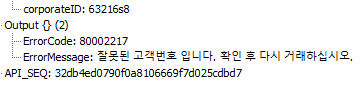 corporateID: 63216s8
Output {} (2)
ErrorCode: 80002217
ErrorMessage: 잘못된 고객번호 입니다. 확인 후 다시 거래하십시오.
API_SEQ: 32db4ed0790f0a8106669f7d025cdbd7